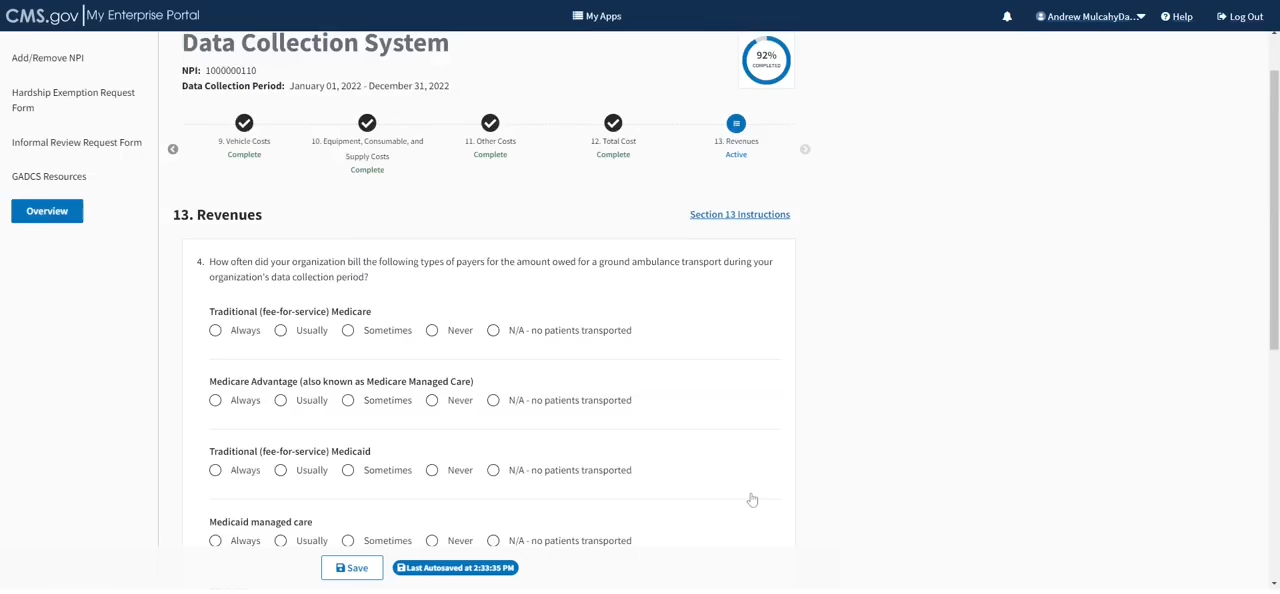 CMS.gov | My Enterprise Portal
My Apps
Andrew MulcahyDa...
Help
Log Out
Add/Remove NPI
Hardship Exemption Request
Form
Informal Review Request Form
GADCS Resources
Overview
Data Collection System
NPI: 1000000110
Data Collection Period: January 01, 2022 - December 31, 2022
92%
COMPLETED
9. Vehicle Costs
Complete
10. Equipment, Consumable, and
Supply Costs
Complete
11. Other Costs
Complete
12. Total Cost
Complete
13. Revenues
Active
13. Revenues
Section 13 Instructions
4. How often did your organization bill the following types of payers for the amount owed for a ground ambulance transport during your
organization's data collection period?
Traditional (fee-for-service) Medicare
Always Usually Sometimes Never N/A - no patients transported
Medicare Advantage (also known as Medicare Managed Care)
Always Usually Sometimes Never N/A - no patients transported
Traditional (fee-for-service) Medicaid
Always Usually Sometimes Never N/A - no patients transported
Medicaid managed care
Always Usually Sometimes Never N/A - no patients transported
Save
Last Autosaved at 2:33:35 PM